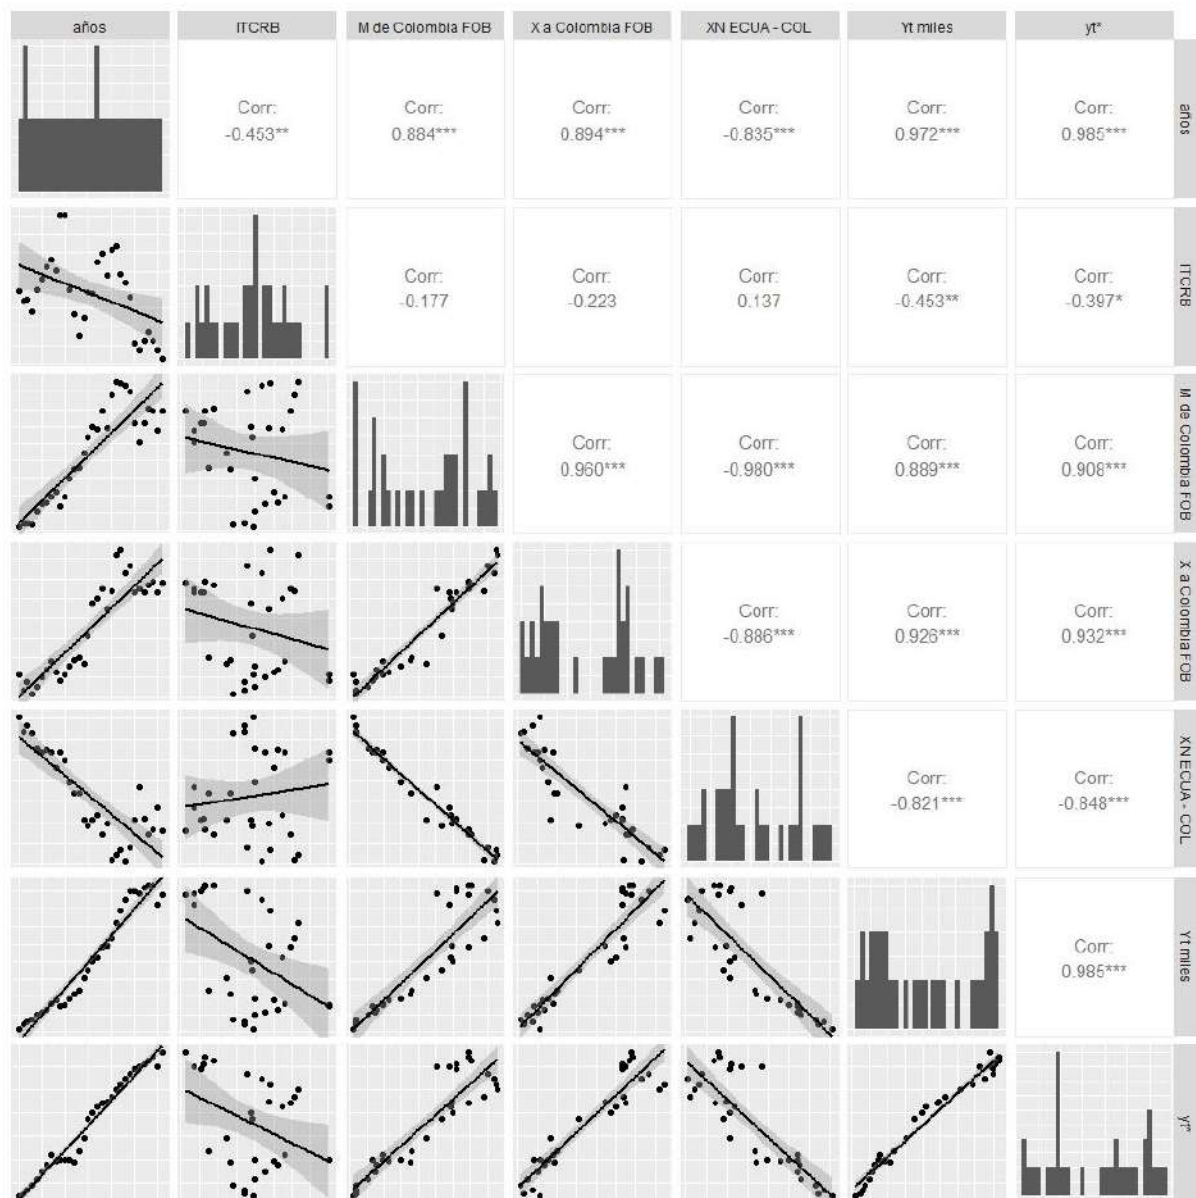 años
ITCRB
M de Colombia FOB
X a Colombia FOB
XN ECUA - COL
Yt miles
yt*
Corr:
-0.453**
Corr:
0.884***
Corr:
0.894***
Corr:
-0.835***
Corr:
0.972***
Corr:
0.985***
años
Corr:
-0.177
Corr:
-0.223
Corr:
0.137
Corr:
-0.453**
Corr:
-0.397*
ITCRB
Corr:
0.960***
Corr:
-0.980***
Corr:
0.889***
Corr:
0.908***
M de Colombia FOB
Corr:
-0.886***
Corr:
0.926***
Corr:
0.932***
X a Colombia FOB
Corr:
-0.821***
Corr:
-0.848***
XN ECUA - COL
Corr:
0.985***
Yt miles
yt*